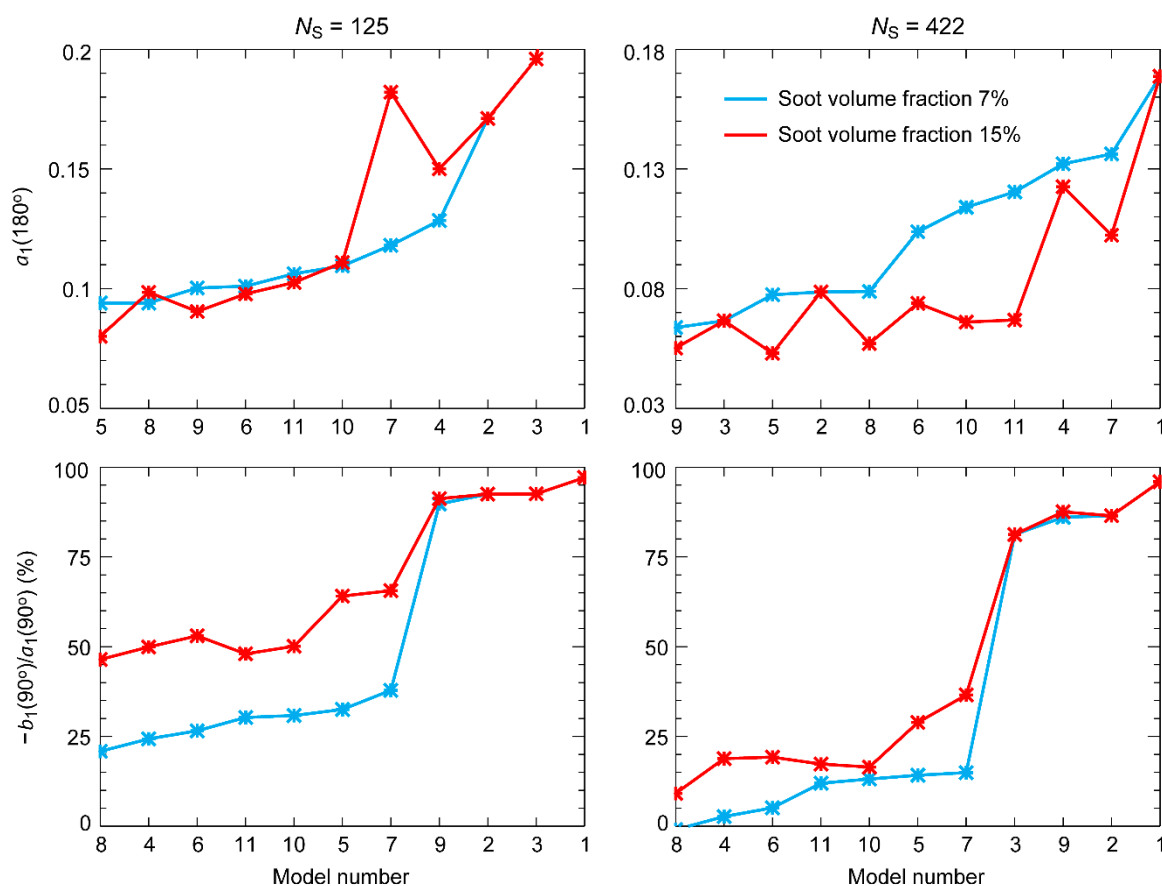 N_S = 125
N_S = 422
a_1(180°)
0.2
0.15
0.1
0.05
5 8 9 6 11 10 7 4 2 3 1
0.18
0.13
0.08
0.03
Soot volume fraction 7%
Soot volume fraction 15%
9 3 5 2 8 6 10 11 4 7 1
−b_1(90°)/a_1(90°) (%)
100
75
50
25
0
8 4 6 11 10 5 7 9 2 3 1
Model number
100
75
50
25
0
8 4 6 11 10 5 7 3 9 2 1
Model number